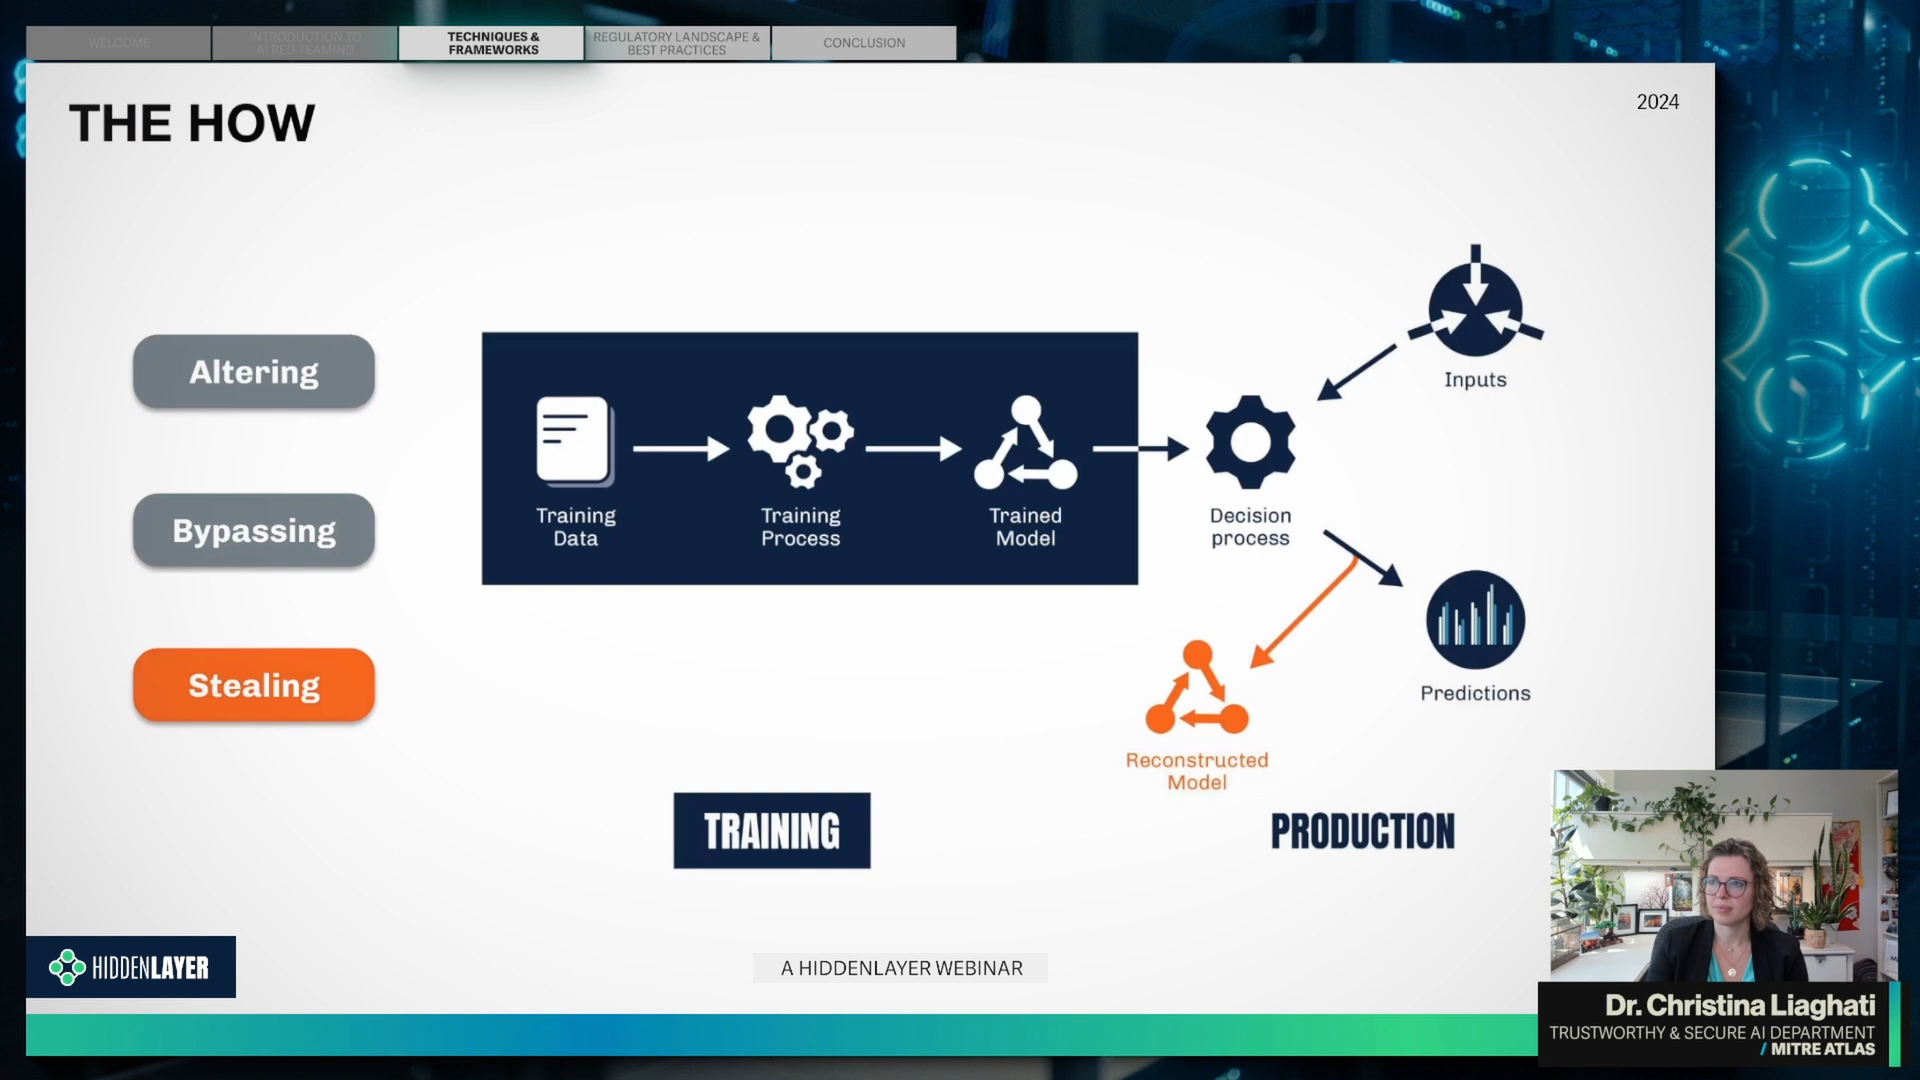 WELCOME
INTRODUCTION TO
AI RED TEAMING
TECHNIQUES &
FRAMEWORKS
REGULATORY LANDSCAPE &
BEST PRACTICES
CONCLUSION
THE HOW
2024
Altering
Bypassing
Stealing
Training
Data
Training
Process
Trained
Model
Decision
process
Inputs
Predictions
Reconstructed
Model
TRAINING
PRODUCTION
HIDDENLAYER
A HIDDENLAYER WEBINAR
Dr. Christina Liaghati
TRUSTWORTHY & SECURE AI DEPARTMENT
/ MITRE ATLAS